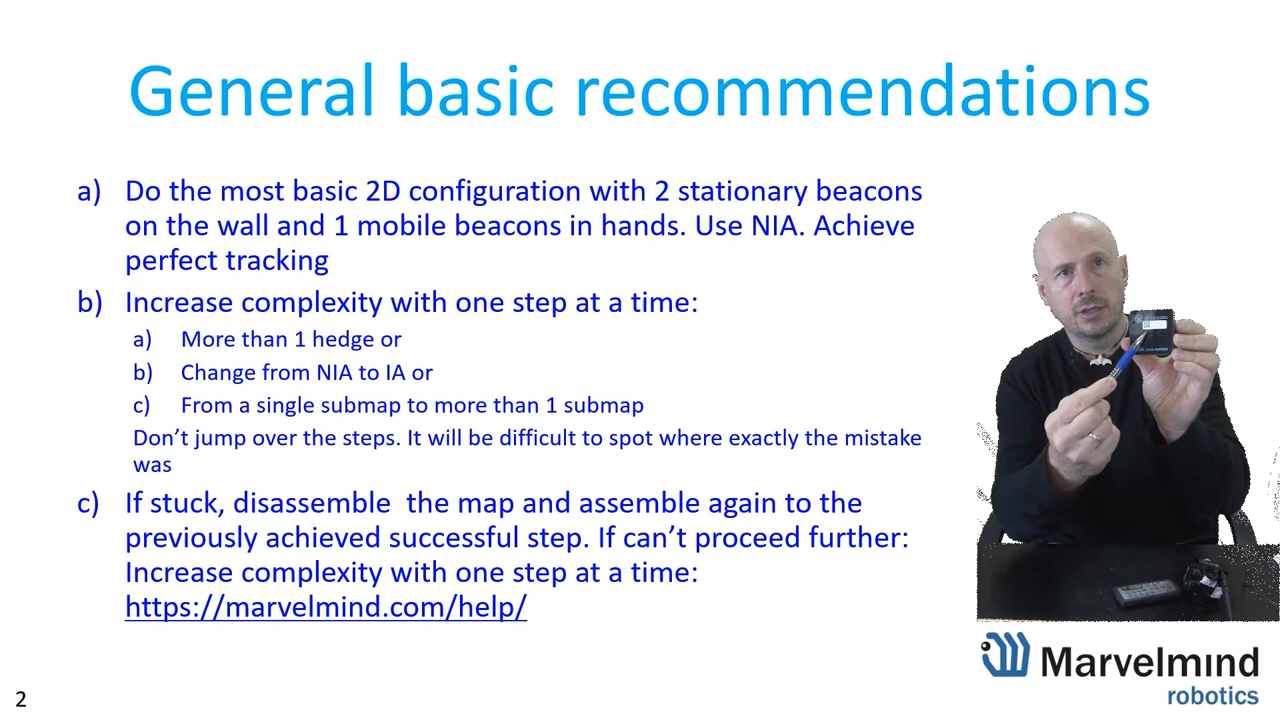 General basic recommendations
a) Do the most basic 2D configuration with 2 stationary beacons
on the wall and 1 mobile beacons in hands. Use NIA. Achieve
perfect tracking
b) Increase complexity with one step at a time:
a) More than 1 hedge or
b) Change from NIA to IA or
c) From a single submap to more than 1 submap
Don’t jump over the steps. It will be difficult to spot where exactly the mistake
was
c) If stuck, disassemble  the map and assemble again to the
previously achieved successful step. If can’t proceed further:
Increase complexity with one step at a time:
https://marvelmind.com/help/
Marvelmind
robotics
2